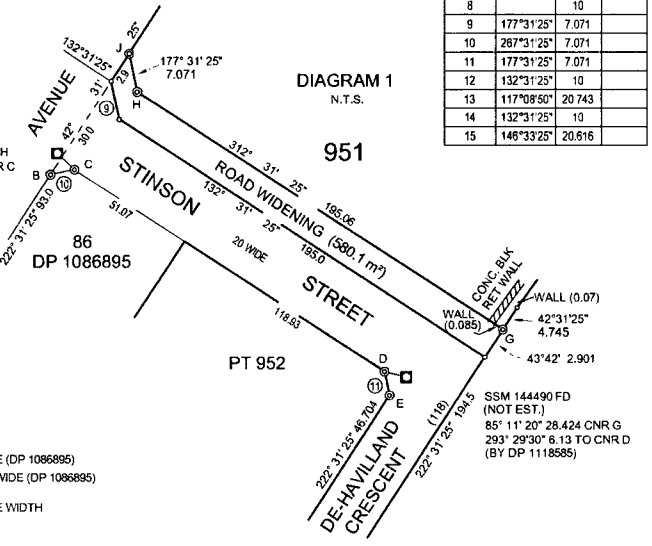 8 10
9 177°31'25" 7.071
10 267°31'25" 7.071
11 177°31'25" 7.071
12 132°31'25" 10
13 117°08'50" 20 743
14 132°31'25" 10
15 146°33'25" 20.616
DIAGRAM 1
N.T.S.
951
132°31'25"
25"
J
2.9
177° 31' 25"
7.071
31'
9
H
AVENUE
42°
30.0
H
R C
B
C
10
222° 31' 25" 93.0
51.07
STINSON
STREET
20 WIDE
312° 31' 25" 195.06
ROAD WIDENING (580.1 m²)
132° 31' 25" 195.0
86
DP 1086895
118.93
PT 952
CONC. BLK
RET WALL
WALL (0.07)
WALL
(0.085)
G
42°31'25"
4.745
43°42' 2.901
D
11
E
SSM 144490 FD
(NOT EST.)
85° 11' 20" 28.424 CNR G
293° 29'30" 6.13 TO CNR D
(BY DP 1118585)
222° 31' 25" 46.704
DE-HAVILLAND
CRESCENT
(118)
222° 31' 25" 194.5
E (DP 1086895)
WIDE (DP 1086895)
E WIDTH